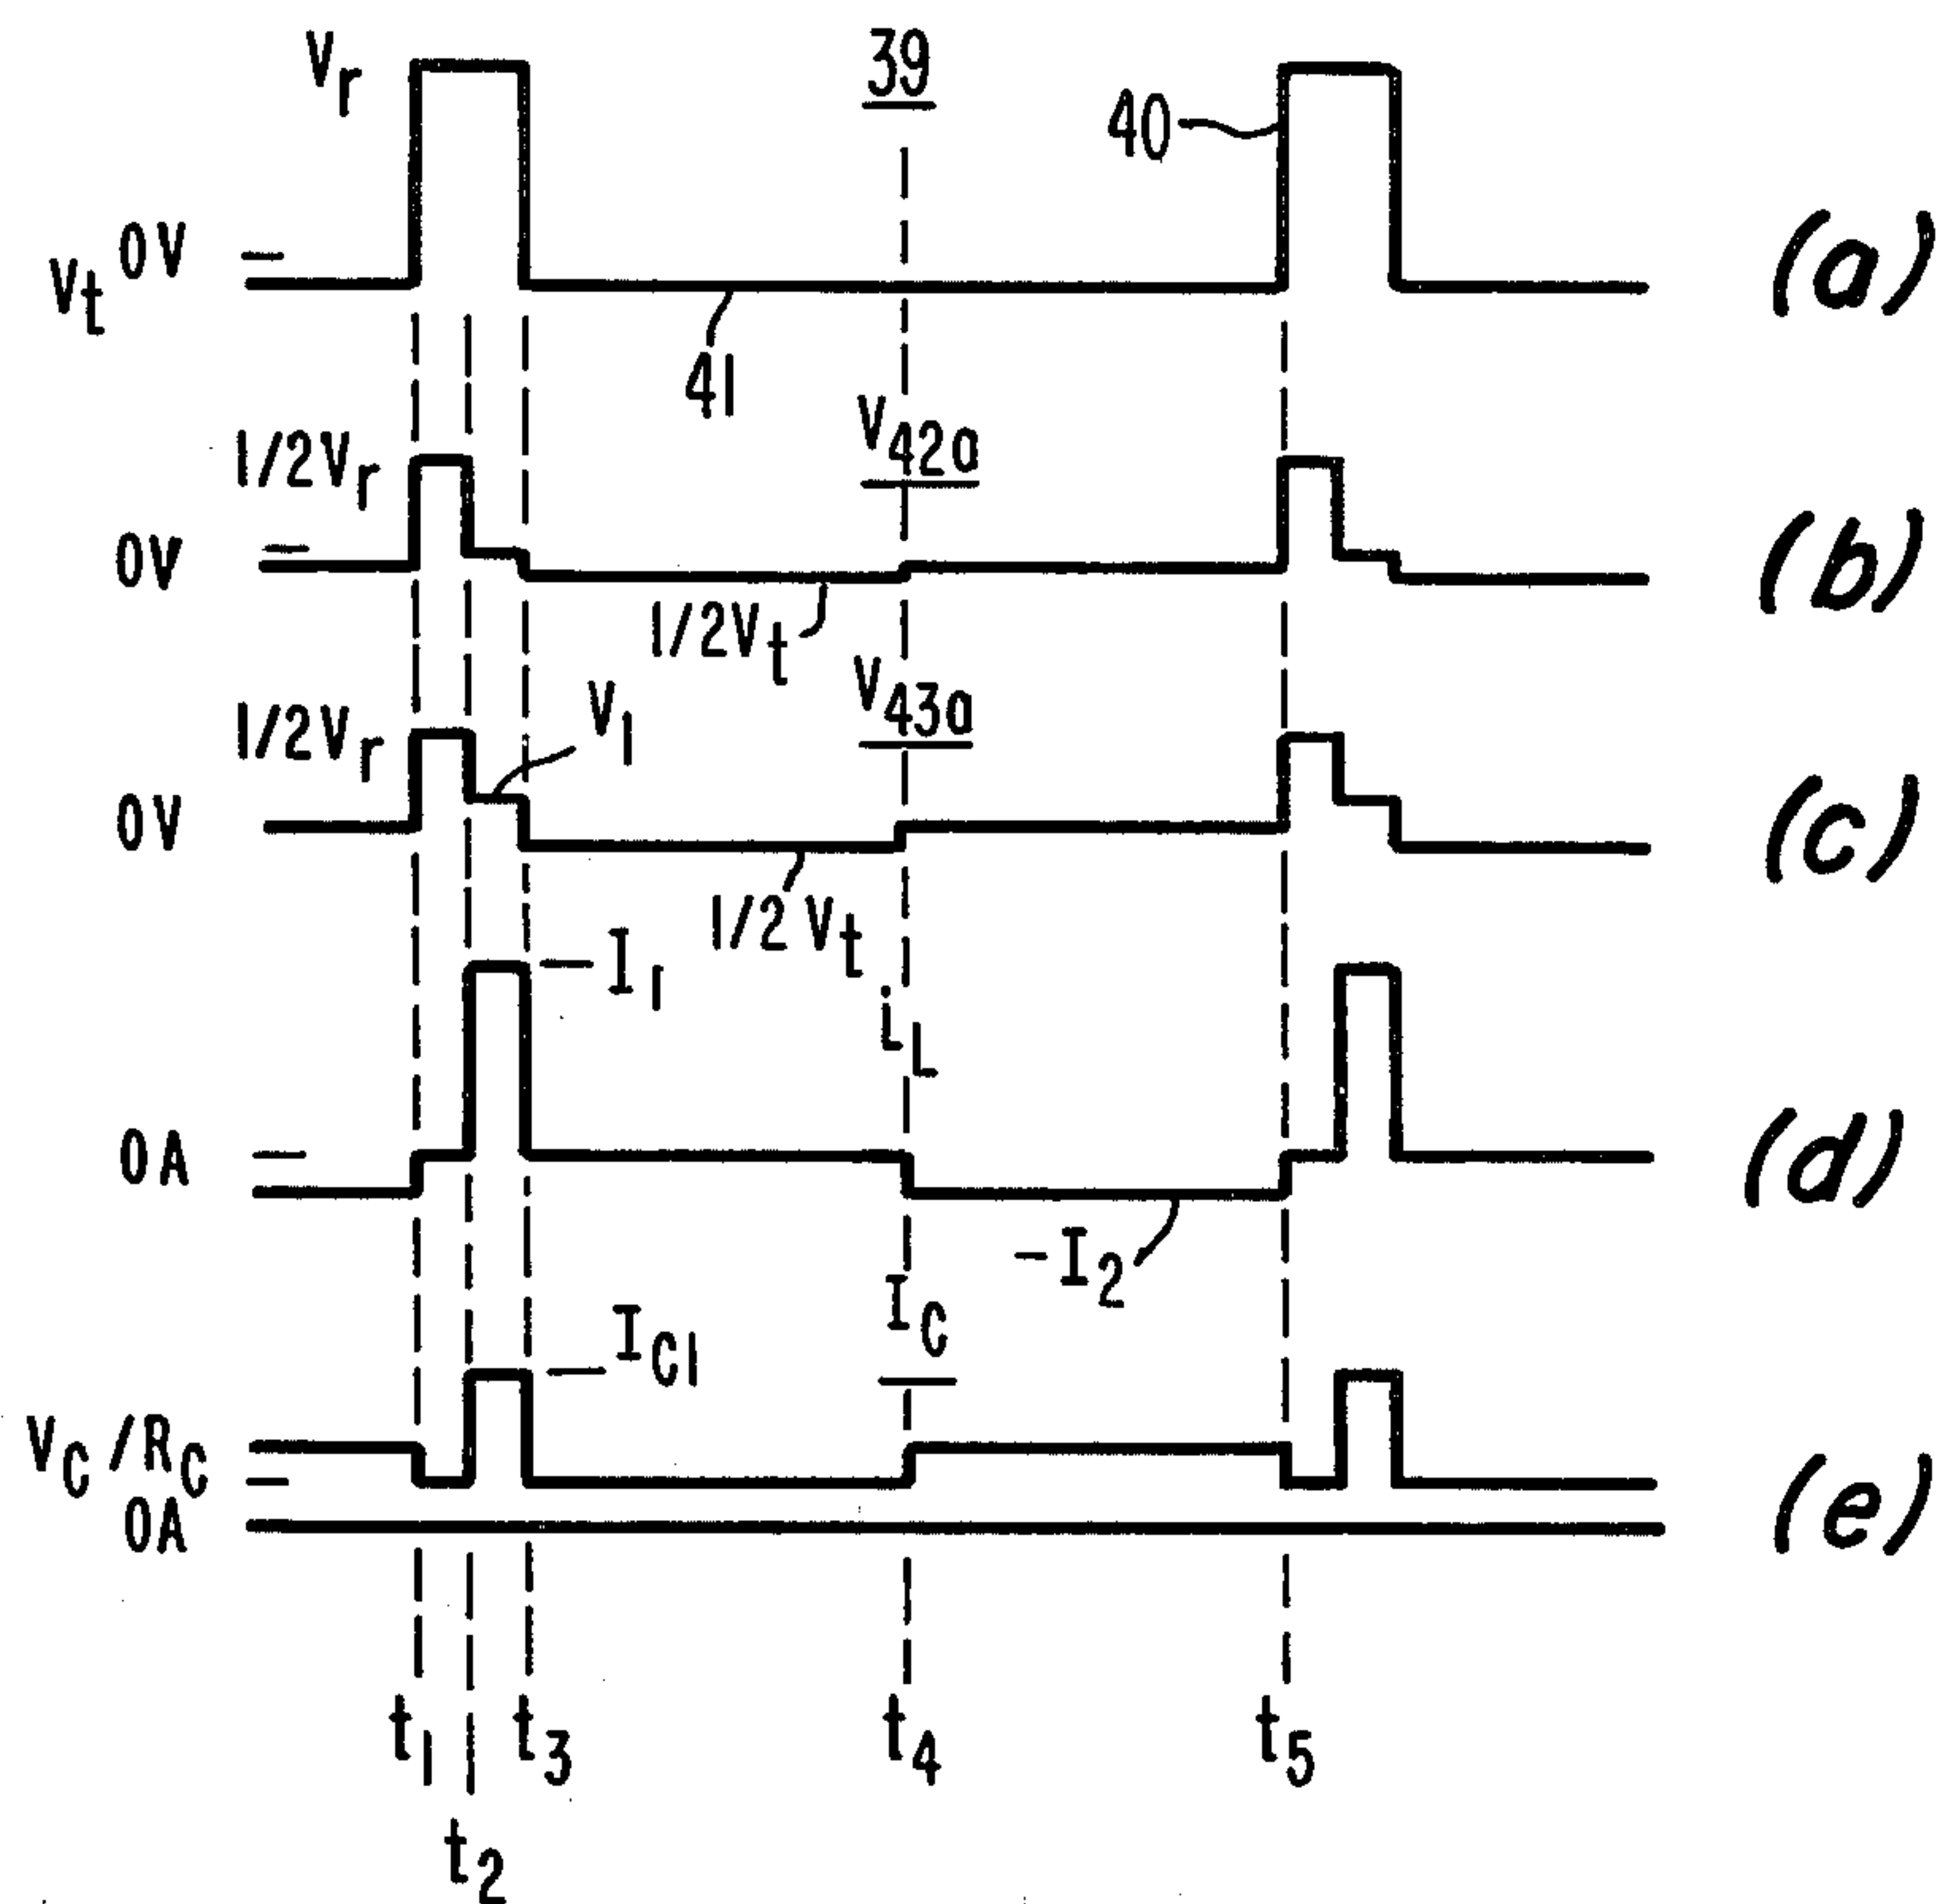 Vr
39
40
0V
Vt
(a)
41
1/2Vr
V42a
0V
(b)
1/2Vt
1/2Vr
V1
V43a
0V
(c)
1/2Vt
-I1
iL
0A
(d)
-I2
IC
IC1
VC/RC
0A
(e)
t1
t3
t4
t5
t2